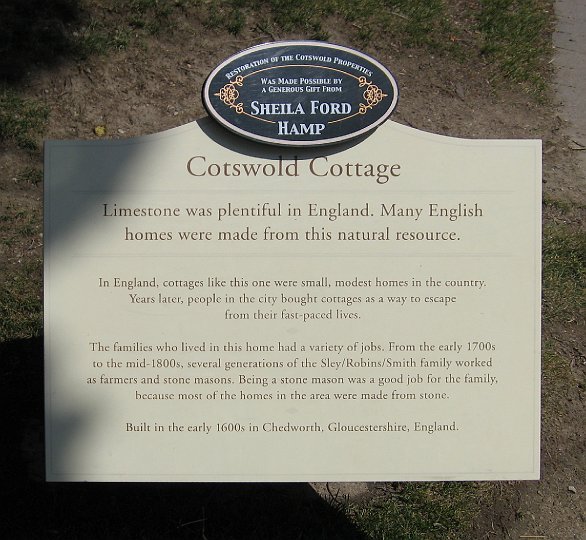 Restoration of the Cotswold Properties
Was Made Possible by
a Generous Gift From
Sheila Ford
Hamp
Cotswold Cottage
Limestone was plentiful in England. Many English
homes were made from this natural resource.
In England, cottages like this one were small, modest homes in the country.
Years later, people in the city bought cottages as a way to escape
from their fast-paced lives.
The families who lived in this home had a variety of jobs. From the early 1700s
to the mid-1800s, several generations of the Sley/Robins/Smith family worked
as farmers and stone masons. Being a stone mason was a good job for the family,
because most of the homes in the area were made from stone.
Built in the early 1600s in Chedworth, Gloucestershire, England.